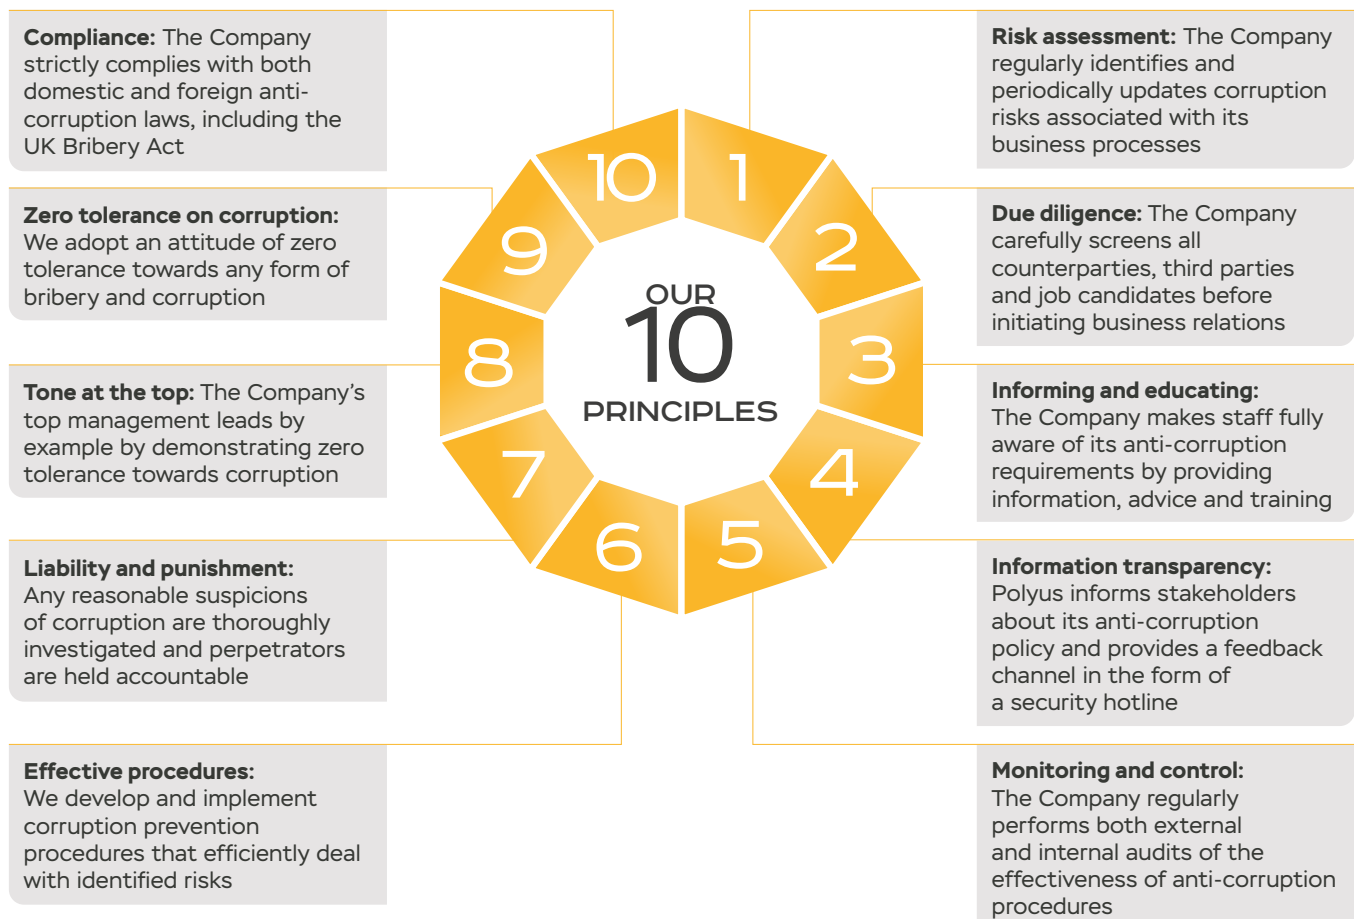 Compliance: The Company
strictly complies with both
domestic and foreign anti-
corruption laws, including the
UK Bribery Act
Zero tolerance on corruption:
We adopt an attitude of zero
tolerance towards any form of
bribery and corruption
Tone at the top: The Company's
top management leads by
example by demonstrating zero
tolerance towards corruption
Liability and punishment:
Any reasonable suspicions
of corruption are thoroughly
investigated and perpetrators
are held accountable
Effective procedures:
We develop and implement
corruption prevention
procedures that efficiently deal
with identified risks
10
1
9
2
8
3
7
4
6
5
OUR
10
PRINCIPLES
Risk assessment: The Company
regularly identifies and
periodically updates corruption
risks associated with its
business processes
Due diligence: The Company
carefully screens all
counterparties, third parties
and job candidates before
initiating business relations
Informing and educating:
The Company makes staff fully
aware of its anti-corruption
requirements by providing
information, advice and training
Information transparency:
Polyus informs stakeholders
about its anti-corruption
policy and provides a feedback
channel in the form of
a security hotline
Monitoring and control:
The Company regularly
performs both external
and internal audits of the
effectiveness of anti-corruption
procedures